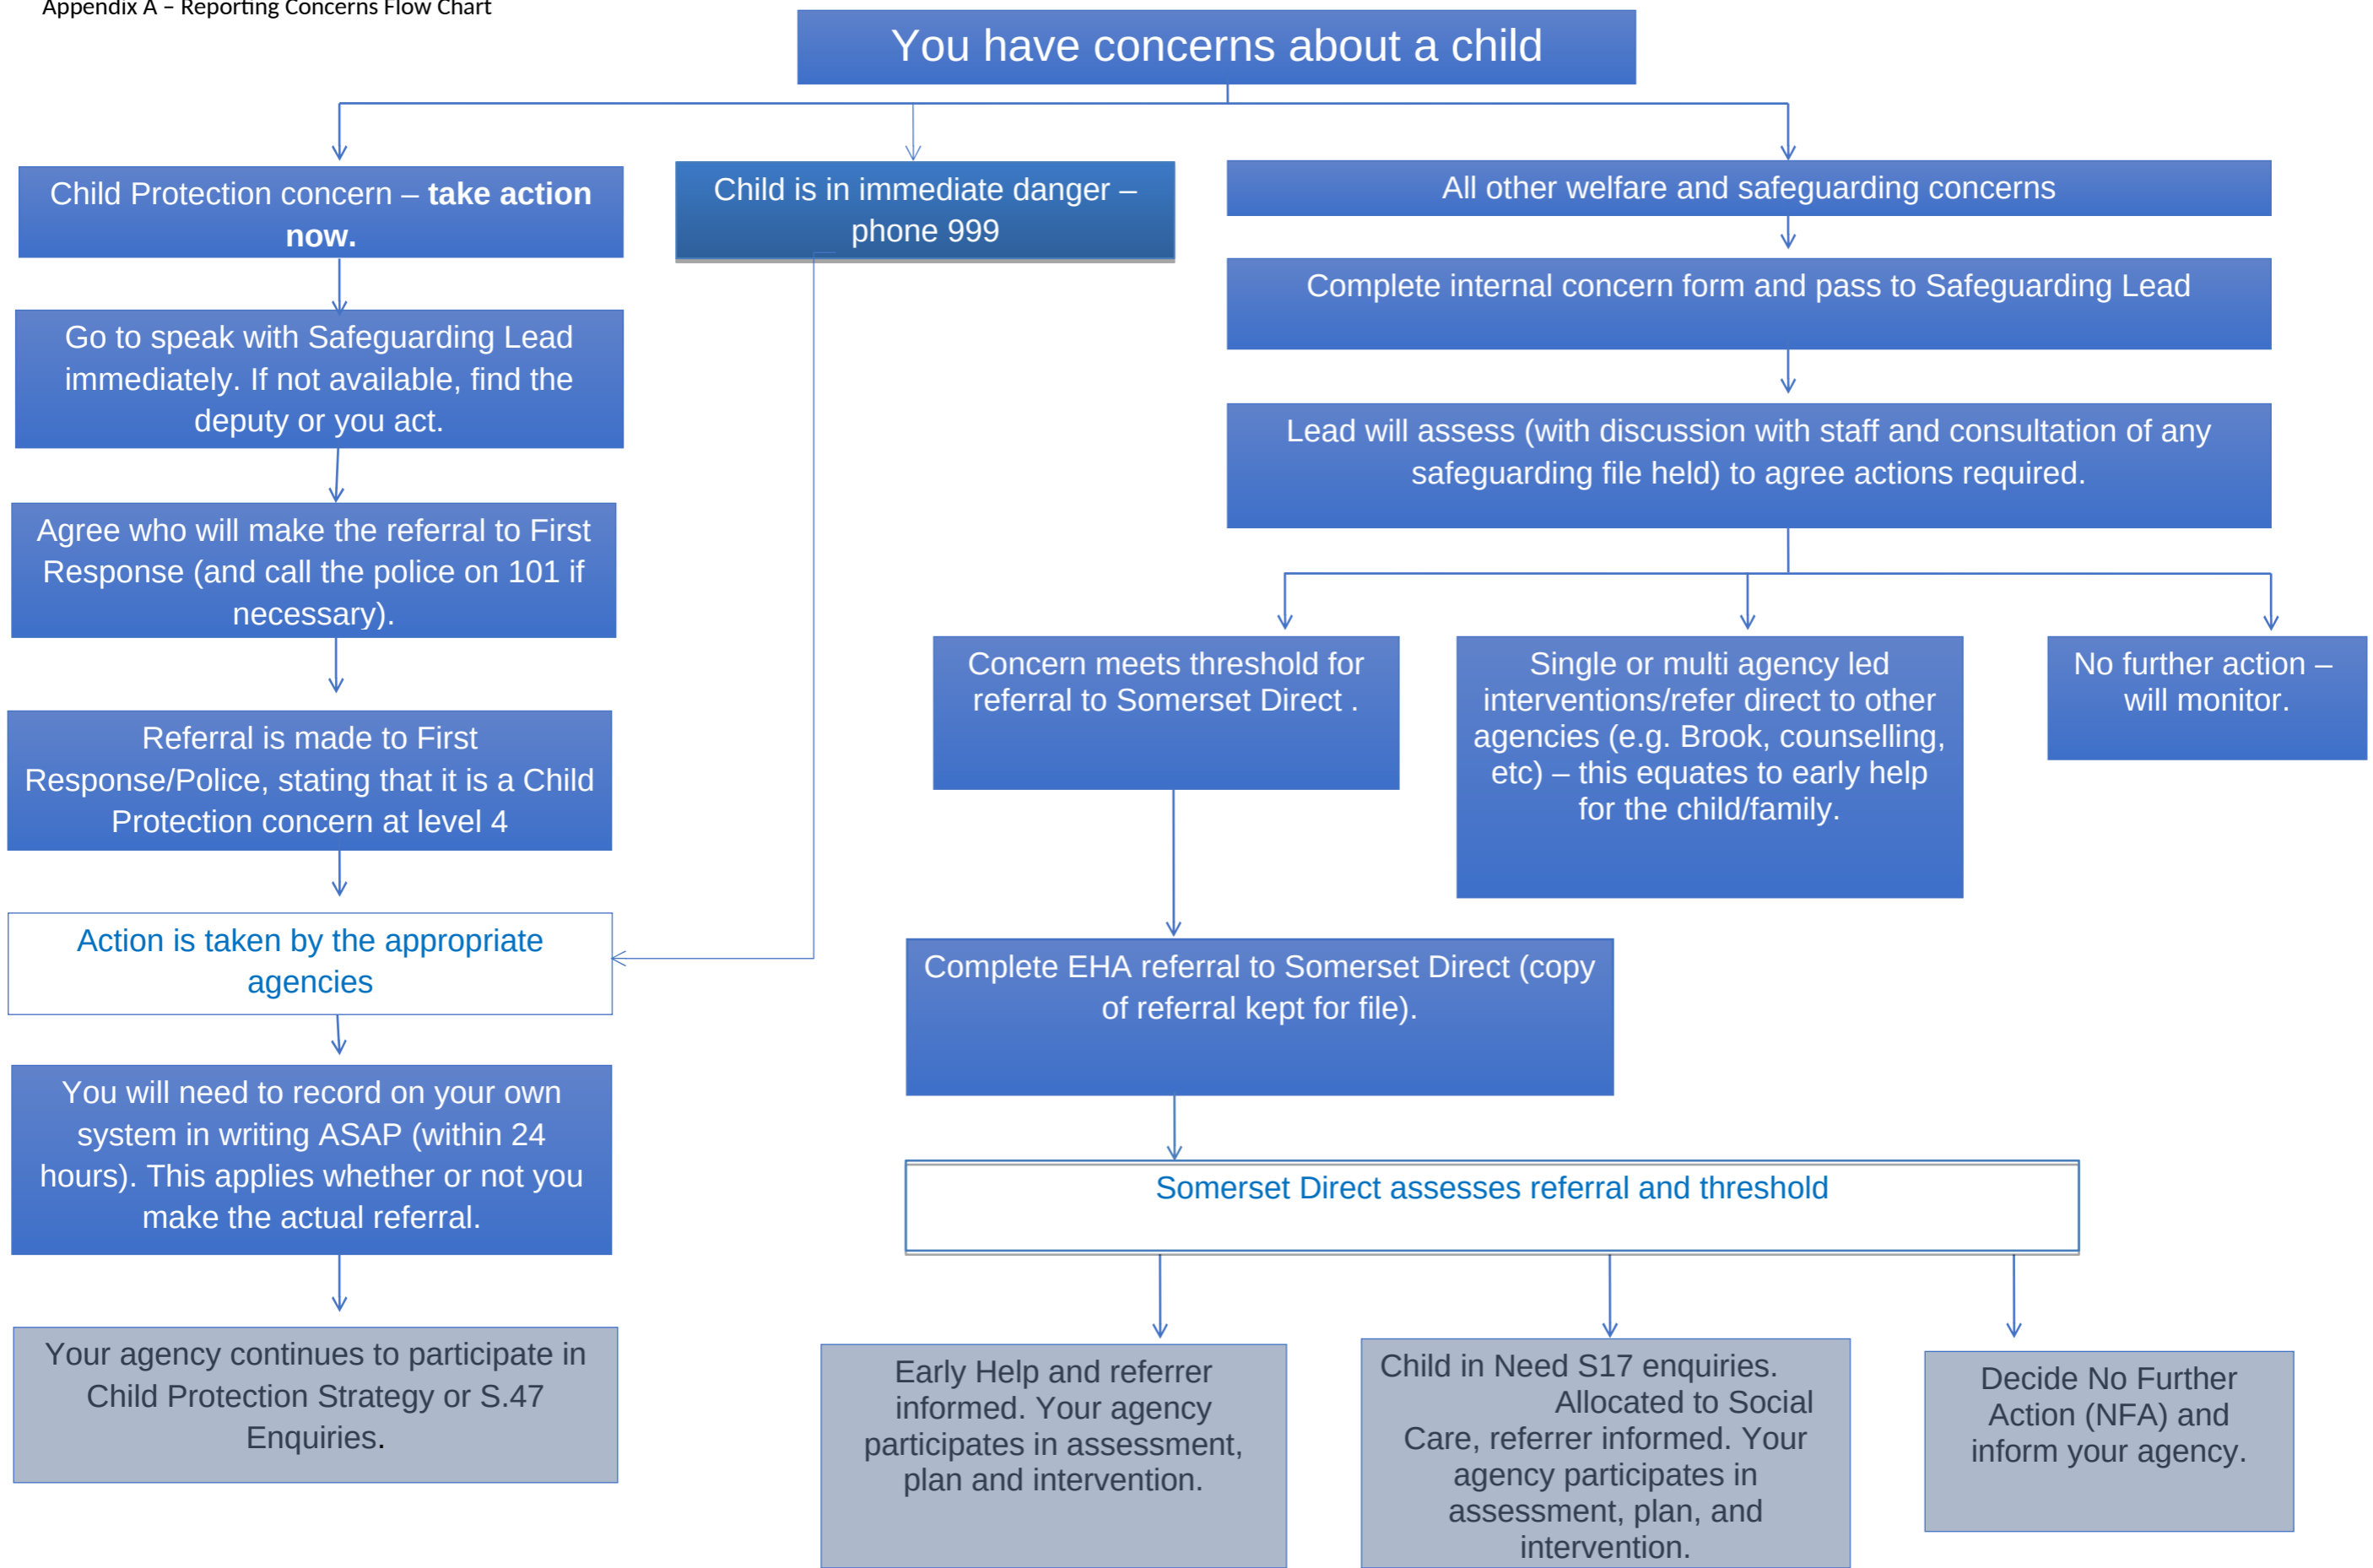 Appendix A – Reporting Concerns Flow Chart
You have concerns about a child
Child Protection concern – take action
now.
Child is in immediate danger –
phone 999
All other welfare and safeguarding concerns
Go to speak with Safeguarding Lead
immediately. If not available, find the
deputy or you act.
Complete internal concern form and pass to Safeguarding Lead
Lead will assess (with discussion with staff and consultation of any
safeguarding file held) to agree actions required.
Agree who will make the referral to First
Response (and call the police on 101 if
necessary).
Concern meets threshold for
referral to Somerset Direct .
Single or multi agency led
interventions/refer direct to other
agencies (e.g. Brook, counselling,
etc) – this equates to early help
for the child/family.
No further action –
will monitor.
Referral is made to First
Response/Police, stating that it is a Child
Protection concern at level 4
Action is taken by the appropriate
agencies
Complete EHA referral to Somerset Direct (copy
of referral kept for file).
You will need to record on your own
system in writing ASAP (within 24
hours). This applies whether or not you
make the actual referral.
Somerset Direct assesses referral and threshold
Your agency continues to participate in
Child Protection Strategy or S.47
Enquiries.
Early Help and referrer
informed. Your agency
participates in assessment,
plan and intervention.
Child in Need S17 enquiries.
Allocated to Social
Care, referrer informed. Your
agency participates in
assessment, plan, and
intervention.
Decide No Further
Action (NFA) and
inform your agency.